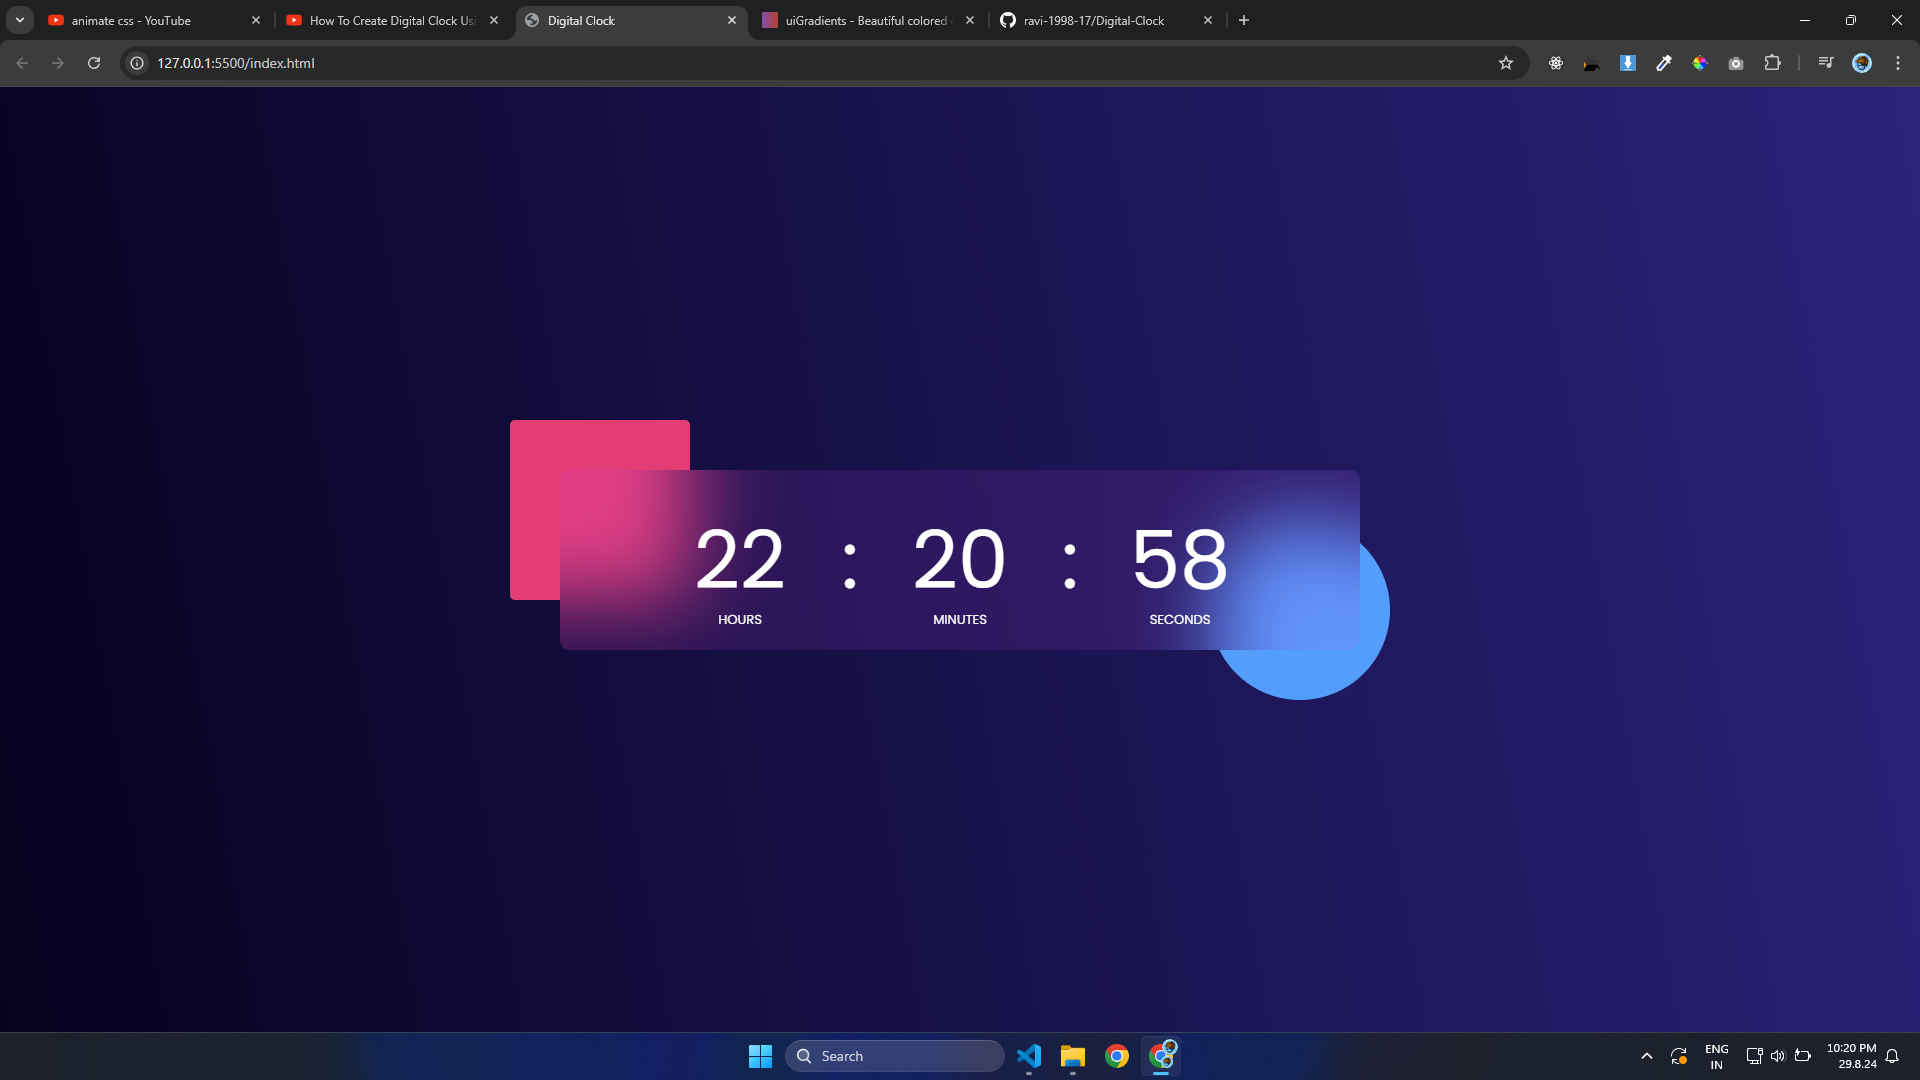 animate css - YouTube
How To Create Digital Clock Usi
Digital Clock
uiGradients - Beautiful colored
ravi-1998-17/Digital-Clock
127.0.0.1:5500/index.html
22 : 20 : 58
HOURS MINUTES SECONDS
Search
ENG
IN
10:20 PM
29.8.24